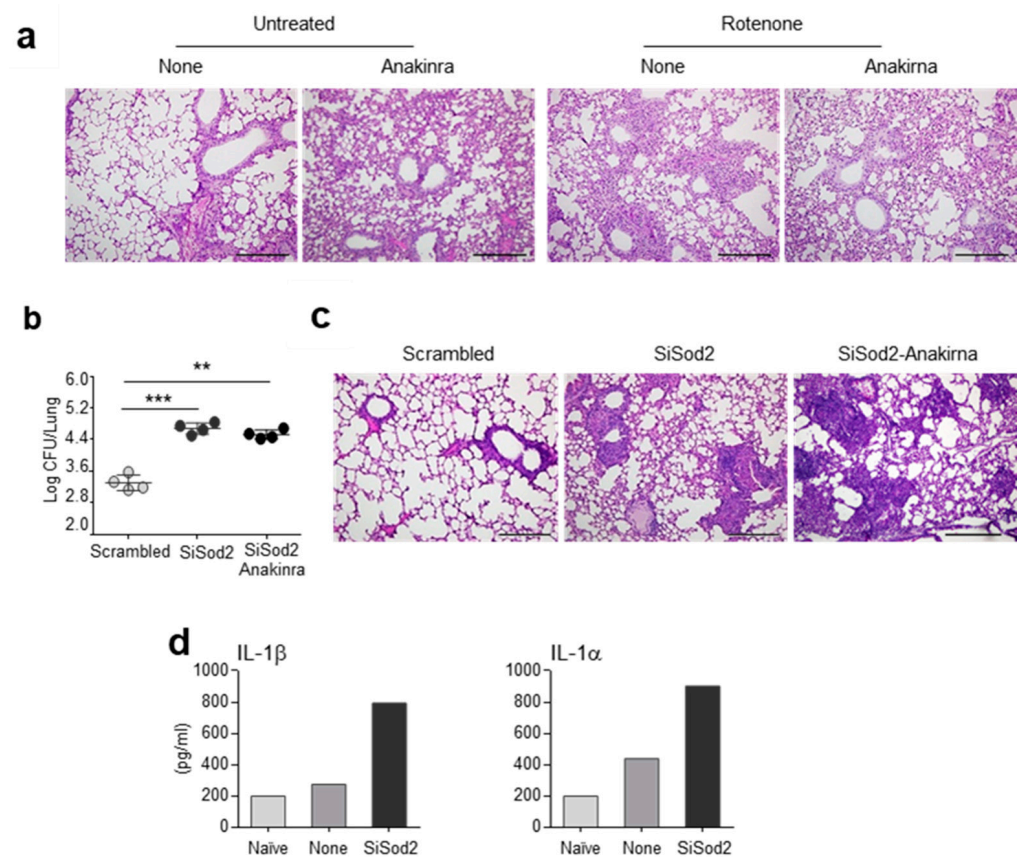 a
Untreated
Rotenone
None
Anakinra
None
Anakirna
b
**
***
Log CFU/Lung
6.0
5.2
4.4
3.6
2.8
2.0
Scrambled
SiSod2
SiSod2
Anakinra
c
Scrambled
SiSod2
SiSod2-Anakirna
d
IL-1β
(pg/ml)
1000
800
600
400
200
0
Naïve
None
SiSod2
IL-1α
1000
800
600
400
200
0
Naïve
None
SiSod2